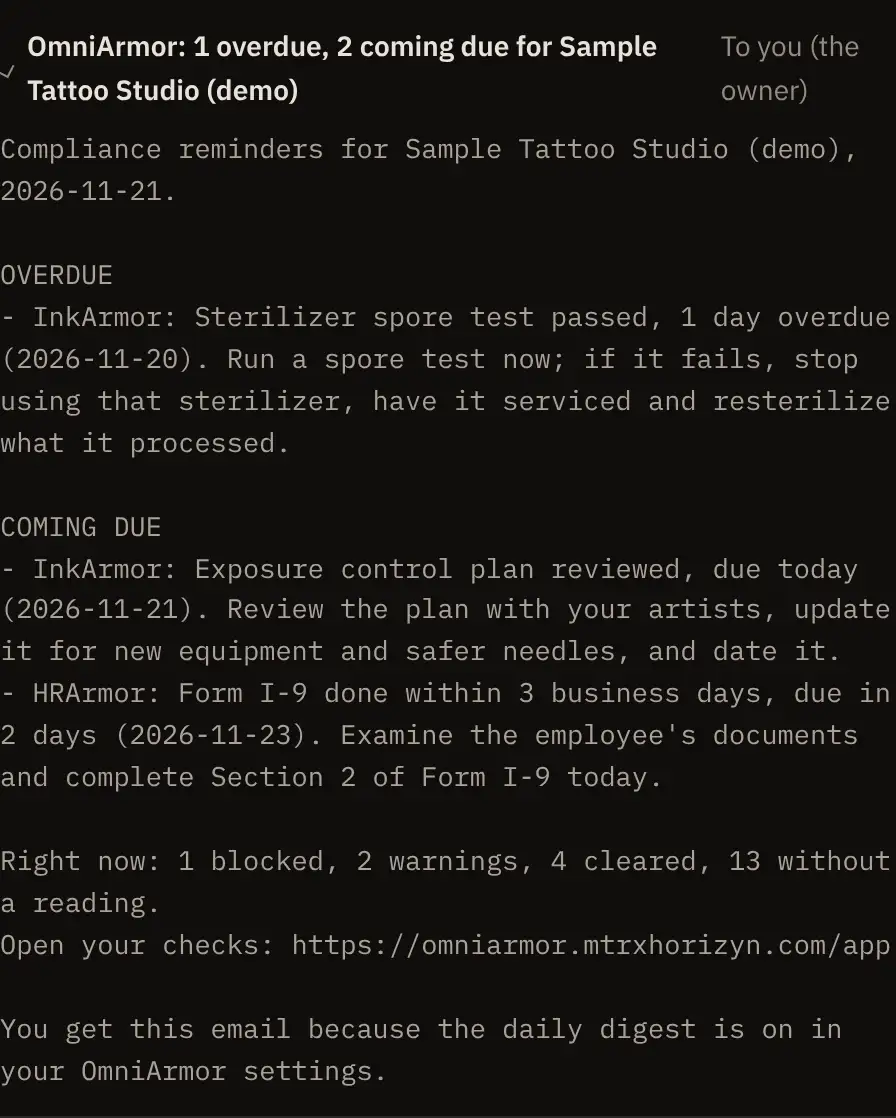 OmniArmor: 1 overdue, 2 coming due for Sample
Tattoo Studio (demo)
To you (the
owner)
Compliance reminders for Sample Tattoo Studio (demo),
2026-11-21.
OVERDUE
- InkArmor: Sterilizer spore test passed, 1 day overdue
(2026-11-20). Run a spore test now; if it fails, stop
using that sterilizer, have it serviced and resterilize
what it processed.
COMING DUE
- InkArmor: Exposure control plan reviewed, due today
(2026-11-21). Review the plan with your artists, update
it for new equipment and safer needles, and date it.
- HRArmor: Form I-9 done within 3 business days, due in
2 days (2026-11-23). Examine the employee's documents
and complete Section 2 of Form I-9 today.
Right now: 1 blocked, 2 warnings, 4 cleared, 13 without
a reading.
Open your checks: https://omniarmor.mtrxhorizyn.com/app
You get this email because the daily digest is on in
your OmniArmor settings.